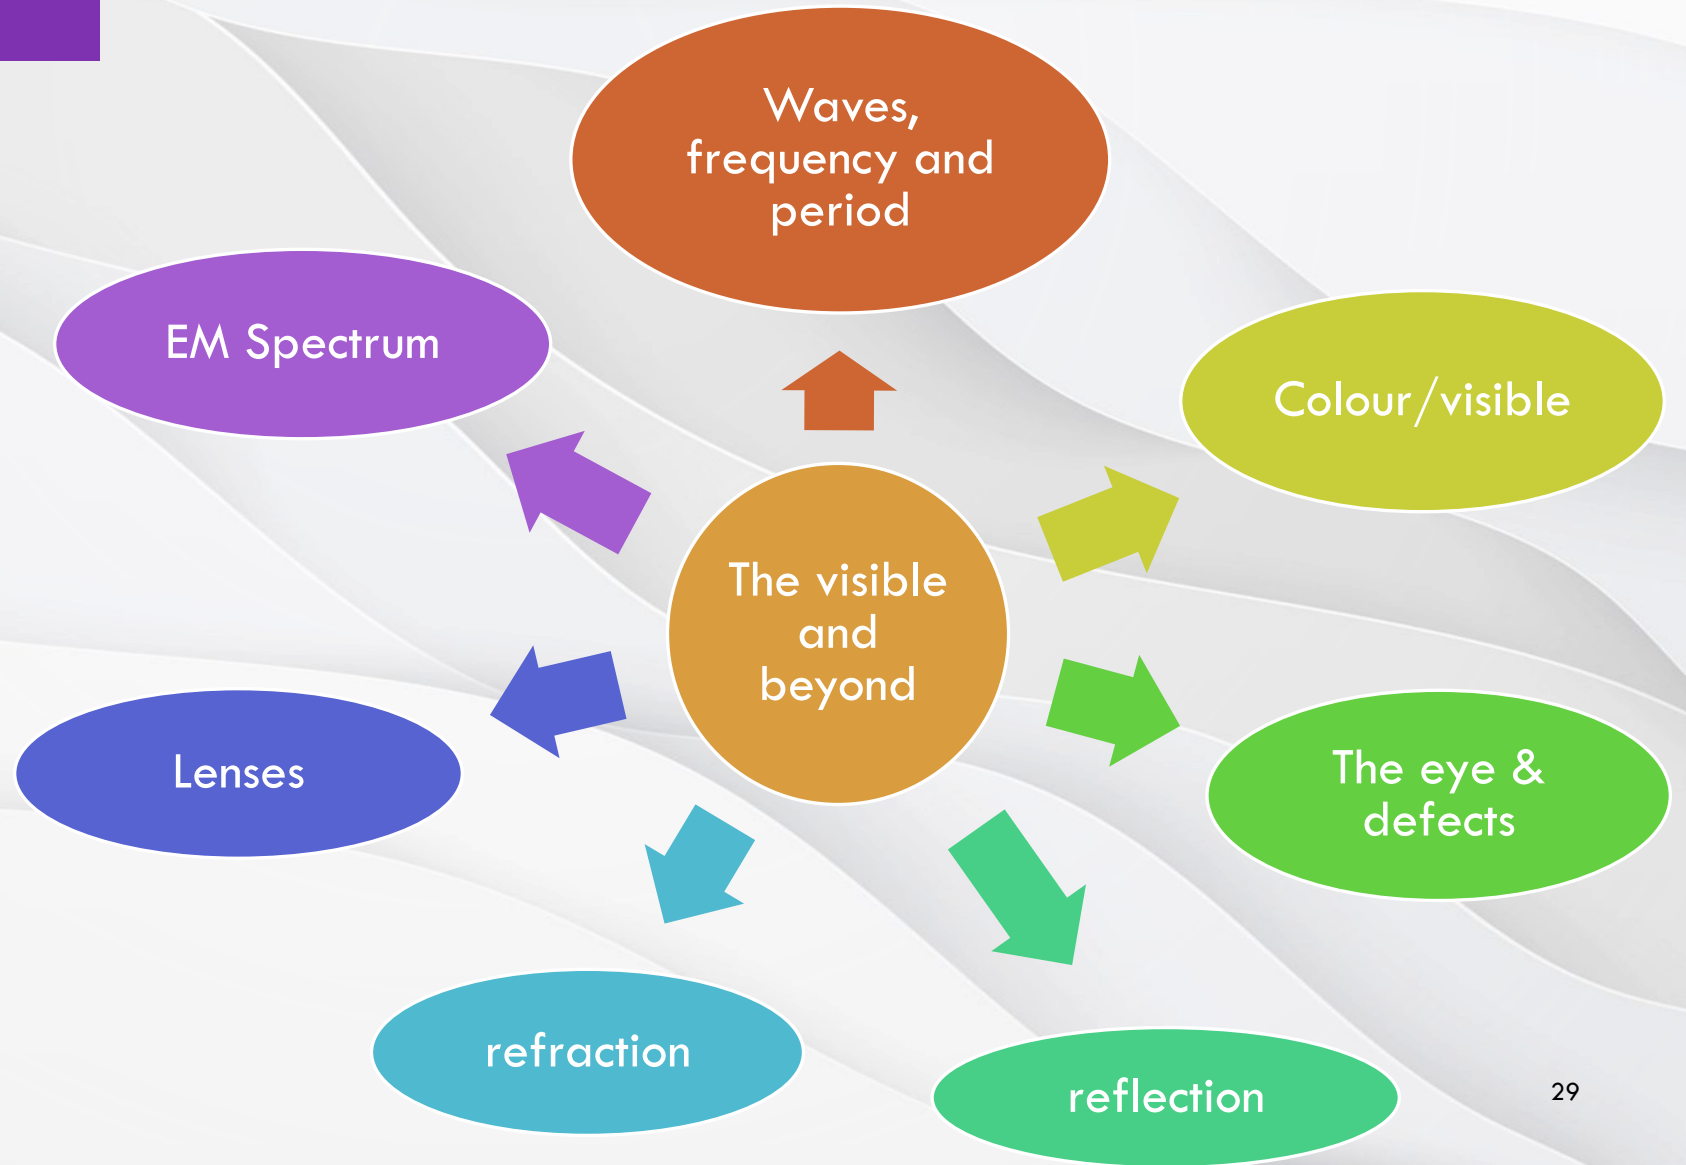 Waves,
frequency and
period
EM Spectrum
Colour/visible
The visible
and
beyond
Lenses
The eye &
defects
refraction
reflection
29